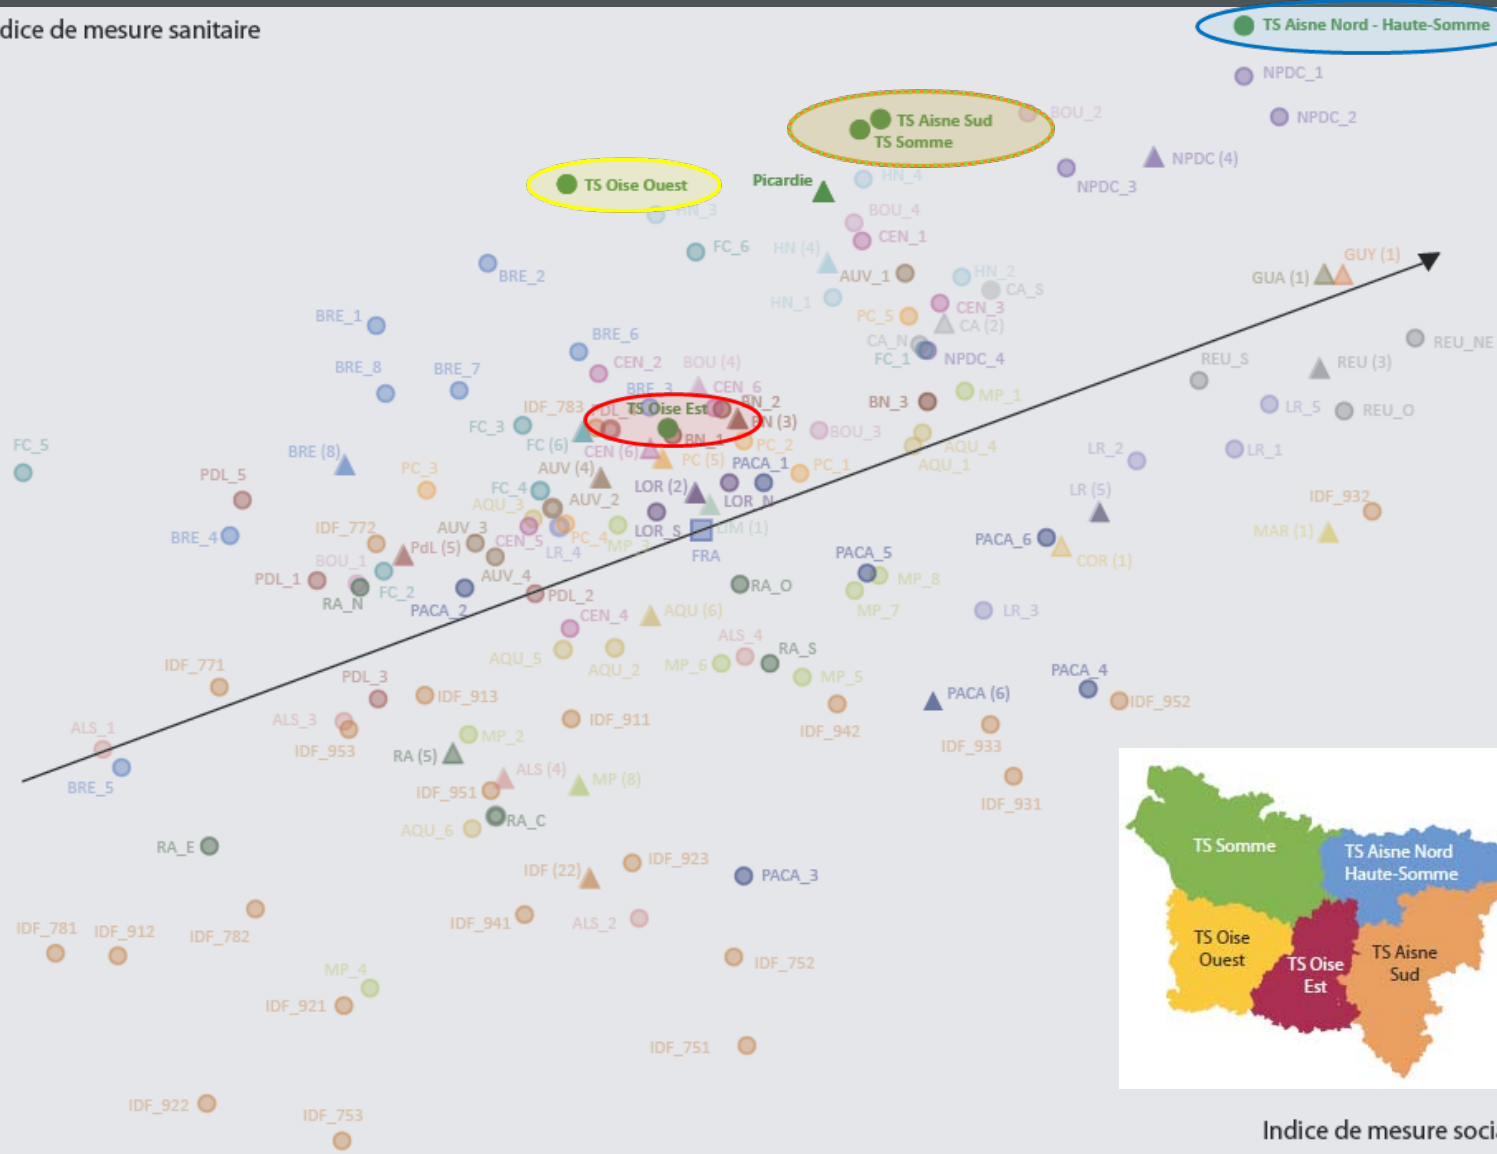 dice de mesure sanitaire
TS Aisne Nord - Haute-Somme
NPDC_1
BOU_2
NPDC_2
TS Aisne Sud
TS Somme
NPDC (4)
NPDC_3
TS Oise Ouest
Picardie
HN_4
HN_3
BOU_4
CEN_1
FC_6
HN (4)
GUY (1)
BRE_2
AUV_1
HN_2
GUA (1)
CA_S
HN_1
CEN_3
BRE_1
PC_5
CA (2)
BRE_6
CA_N
REU_NE
FC_1
NPDC_4
CEN_2
BOU (4)
REU_S
REU (3)
BRE_8
BRE_7
BRE_3
CEN_6
MP_1
BN_2
BN_3
IDF_783
TS Oise Est
LR_5
REU_O
FC_3
BN (3)
BOU_3
FC (6)
BN_1
PC_2
AQU_4
FC_5
BRE (8)
CEN (6)
PC (5)
PACA_1
PC_1
AQU_1
LR_2
LR_1
PDL_5
PC_3
AUV (4)
FC_4
LOR (2)
LR (5)
AQU_3
AUV_2
LOR_N
IDF_932
IDF_772
AUV_3
LOR_S
LIM (1)
BRE_4
CEN_5
PC_4
PACA_6
MAR (1)
PdL (5)
LR_4
FRA
PACA_5
COR (1)
BOU_1
AUV_4
MP_8
PDL_1
FC_2
RA_O
RA_N
PACA_2
PDL_2
MP_7
LR_3
CEN_4
AQU (6)
ALS_4
RA_S
AQU_5
AQU_2
MP_6
IDF_771
PDL_3
MP_5
PACA_4
IDF_913
PACA (6)
IDF_952
ALS_3
IDF_911
ALS_1
IDF_942
IDF_953
MP_2
IDF_933
RA (5)
BRE_5
ALS (4)
MP (8)
IDF_951
IDF_931
RA_C
AQU_6
RA_E
TS Somme
TS Aisne Nord
Haute-Somme
IDF_923
IDF (22)
PACA_3
IDF_781
IDF_912
IDF_782
IDF_941
ALS_2
TS Oise
Ouest
TS Aisne
Sud
TS Oise
Est
IDF_752
MP_4
IDF_921
IDF_751
IDF_922
IDF_753
Indice de mesure socia